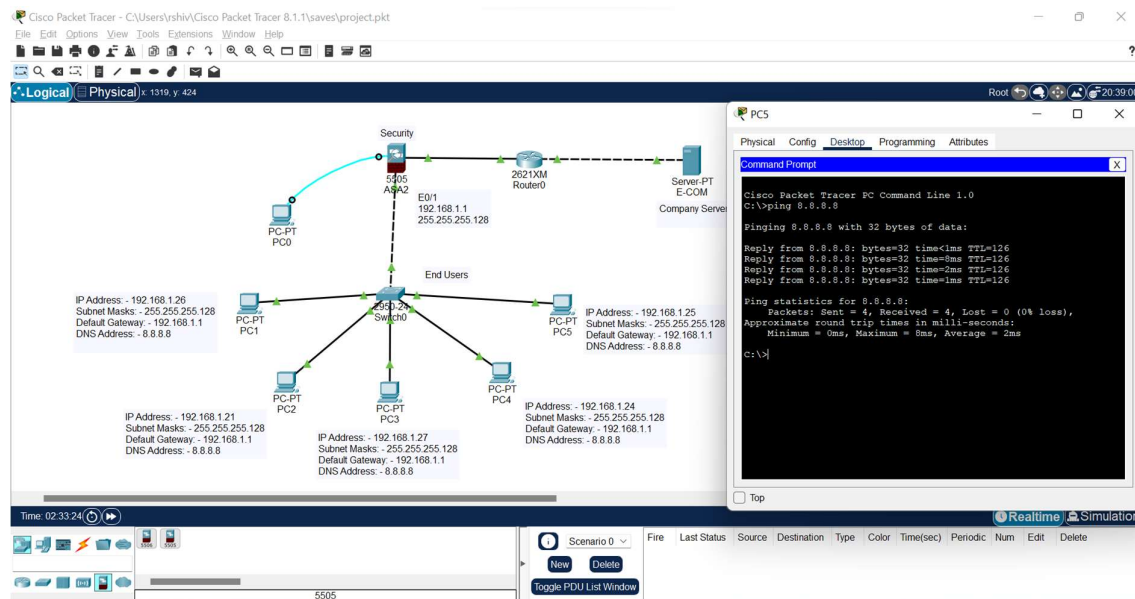 Cisco Packet Tracer - C:\Users\rshiv\Cisco Packet Tracer 8.1.1\saves\project.pkt
File Edit Options View Tools Extensions Window Help
?
Logical Physical x: 1319, y: 424
Root 20:39:00
Security
5505
ASA2
E0/1
192.168.1.1
255.255.255.128
2621XM
Router0
Server-PT
E-COM
Company Server
PC-PT
PC0
End Users
2950-24
Switch0
IP Address: - 192.168.1.26
Subnet Masks: - 255.255.255.128
Default Gateway: - 192.168.1.1
DNS Address: - 8.8.8.8
PC-PT
PC1
PC-PT
PC5
IP Address: - 192.168.1.25
Subnet Masks: - 255.255.255.128
Default Gateway: - 192.168.1.1
DNS Address: - 8.8.8.8
PC-PT
PC2
PC-PT
PC3
PC-PT
PC4
IP Address: - 192.168.1.21
Subnet Masks: - 255.255.255.128
Default Gateway: - 192.168.1.1
DNS Address: - 8.8.8.8
IP Address: - 192.168.1.27
Subnet Masks: - 255.255.255.128
Default Gateway: - 192.168.1.1
DNS Address: - 8.8.8.8
IP Address: - 192.168.1.24
Subnet Masks: - 255.255.255.128
Default Gateway: - 192.168.1.1
DNS Address: - 8.8.8.8
PC5
Physical Config Desktop Programming Attributes
Command Prompt X
Cisco Packet Tracer PC Command Line 1.0
C:\>ping 8.8.8.8
Pinging 8.8.8.8 with 32 bytes of data:
Reply from 8.8.8.8: bytes=32 time<1ms TTL=126
Reply from 8.8.8.8: bytes=32 time=8ms TTL=126
Reply from 8.8.8.8: bytes=32 time=2ms TTL=126
Reply from 8.8.8.8: bytes=32 time=1ms TTL=126
Ping statistics for 8.8.8.8:
Packets: Sent = 4, Received = 4, Lost = 0 (0% loss),
Approximate round trip times in milli-seconds:
Minimum = 0ms, Maximum = 8ms, Average = 2ms
C:\>
Top
Time: 02:33:24
Realtime Simulation
5506 5505
Scenario 0
New Delete
Toggle PDU List Window
Fire Last Status Source Destination Type Color Time(sec) Periodic Num Edit Delete
5505